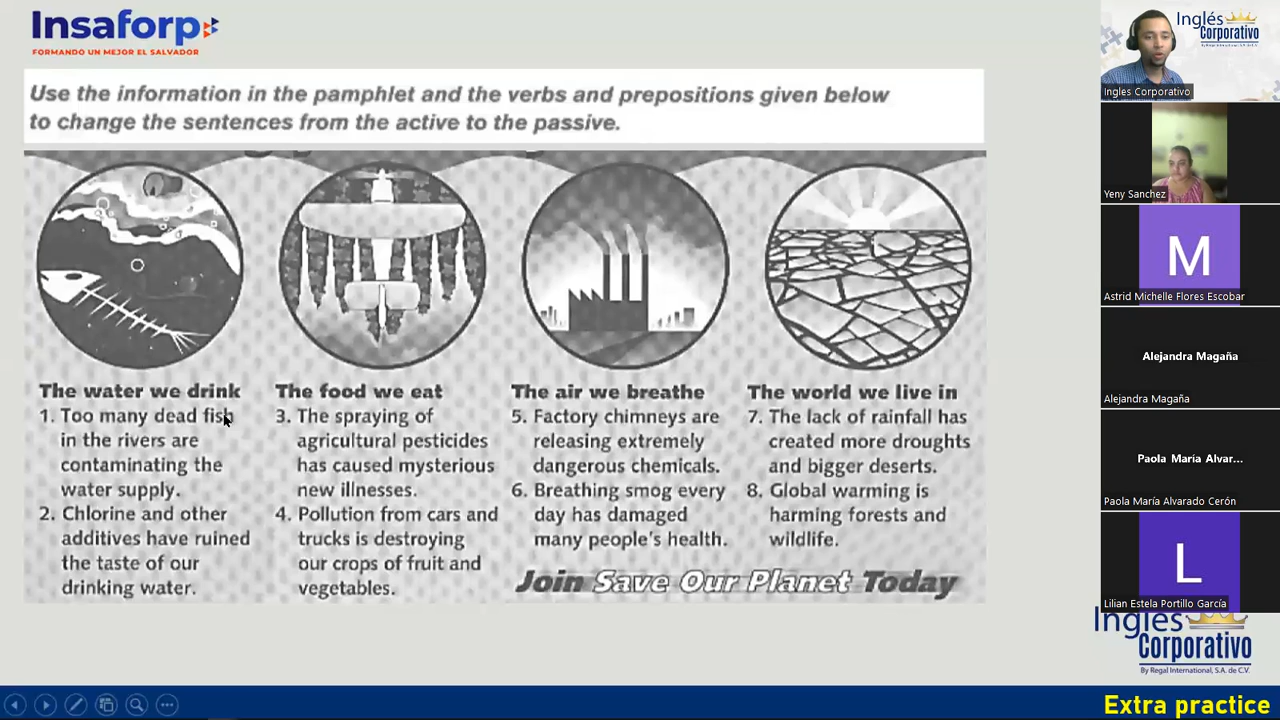 Insaforp
FORMANDO UN MEJOR EL SALVADOR
Use the information in the pamphlet and the verbs and prepositions given below
to change the sentences from the active to the passive.
The water we drink
1. Too many dead fish
in the rivers are
contaminating the
water supply.
2. Chlorine and other
additives have ruined
the taste of our
drinking water.
The food we eat
3. The spraying of
agricultural pesticides
has caused mysterious
new illnesses.
4. Pollution from cars and
trucks is destroying
our crops of fruit and
vegetables.
The air we breathe
5. Factory chimneys are
releasing extremely
dangerous chemicals.
6. Breathing smog every
day has damaged
many people's health.
The world we live in
7. The lack of rainfall has
created more droughts
and bigger deserts.
8. Global warming is
harming forests and
wildlife.
Join Save Our Planet Today
Inglés
Corporativo
Ingles Corporativo
Yeny Sanchez
M
Astrid Michelle Flores Escobar
Alejandra Magaña
Alejandra Magaña
Paola Maria Alvar...
Paola María Alvarado Cerón
L
Lilian Estela Portillo García
Inglés
Corporativo
By Regal International, S.A. de C.V.
Extra practice